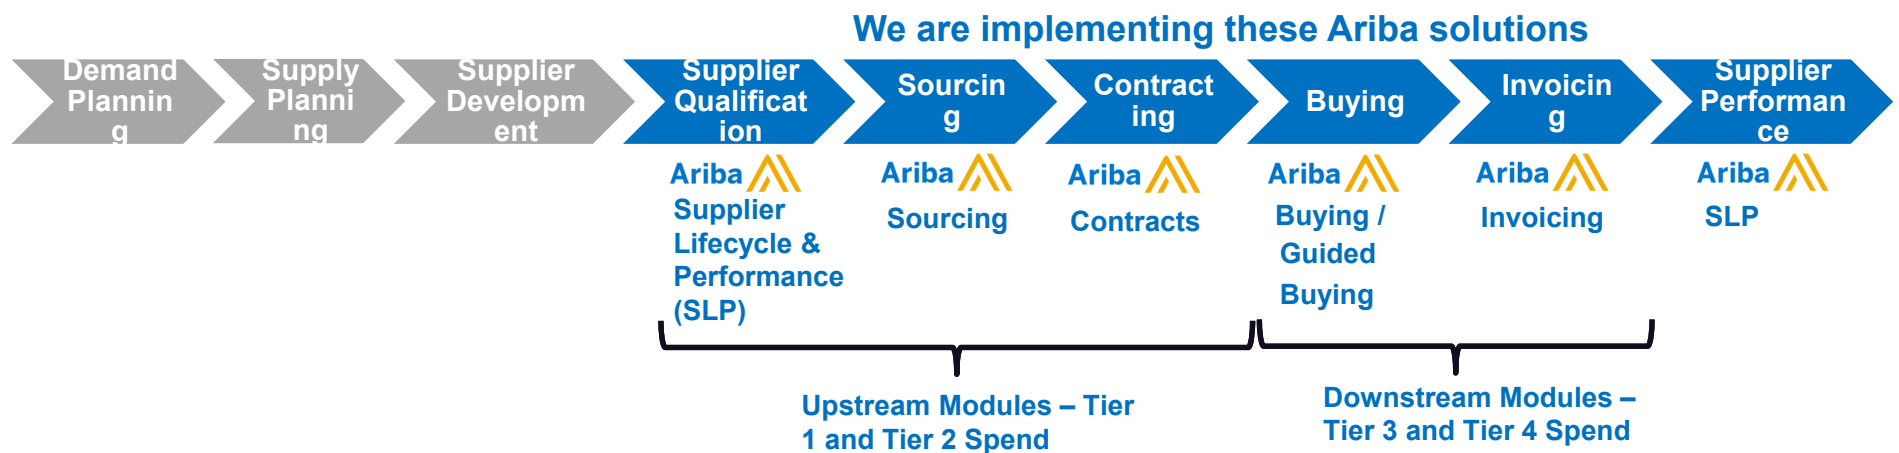 We are implementing these Ariba solutions
Demand
Plannin
g
Supply
Planni
ng
Supplier
Developm
ent
Supplier
Qualificat
ion
Sourcin
g
Contract
ing
Buying
Invoicin
g
Supplier
Performan
ce
Ariba
Supplier
Lifecycle &
Performance
(SLP)
Ariba
Sourcing
Ariba
Contracts
Ariba
Buying /
Guided
Buying
Ariba
Invoicing
Ariba
SLP
Upstream Modules – Tier
1 and Tier 2 Spend
Downstream Modules –
Tier 3 and Tier 4 Spend